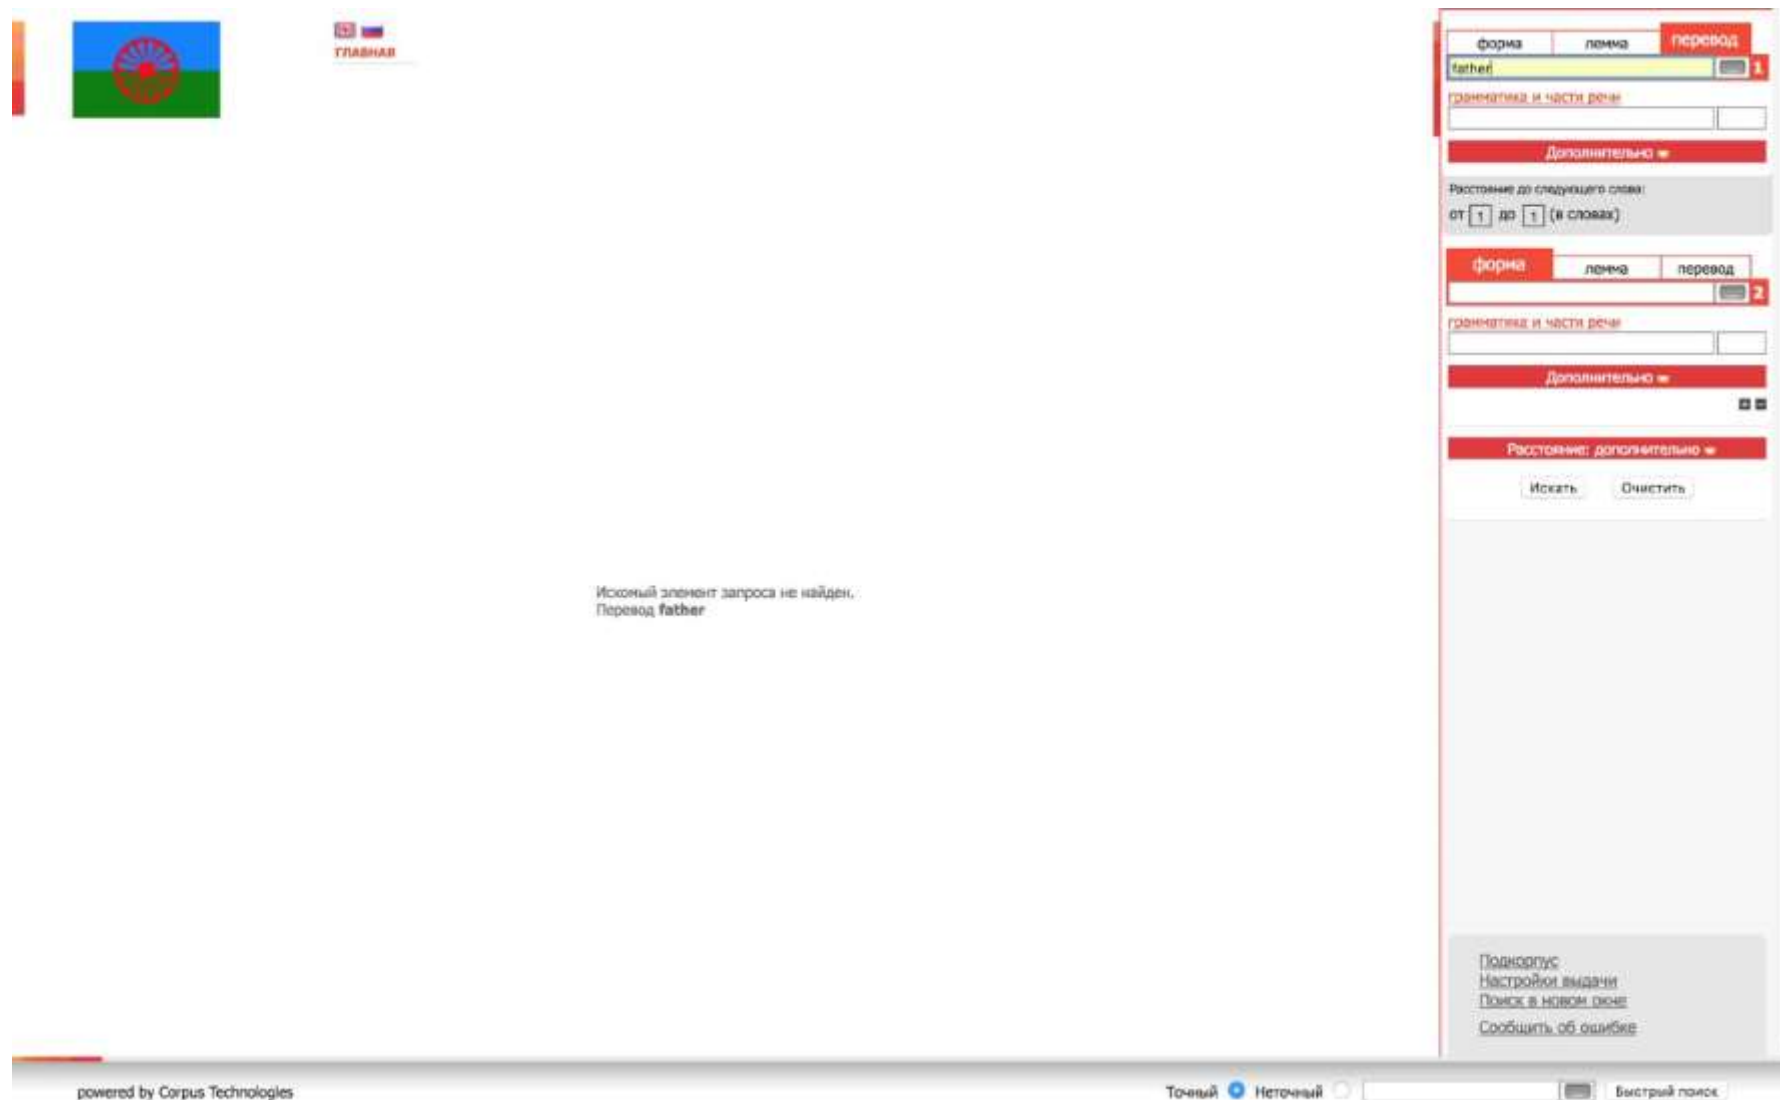 ГЛАВНАЯ
форма лемма перевод
father 1
грамматика и части речи
Дополнительно
Расстояние до следующего слова:
от 1 до 1 (в словах)
форма лемма перевод
2
грамматика и части речи
Дополнительно
Расстояние: дополнительно
Искать Очистить
Искомый элемент запроса не найден.
Перевод father
Подкорпус
Настройки выдачи
Поиск в новом окне
Сообщить об ошибке
powered by Corpus Technologies
Точный Неточный Быстрый поиск